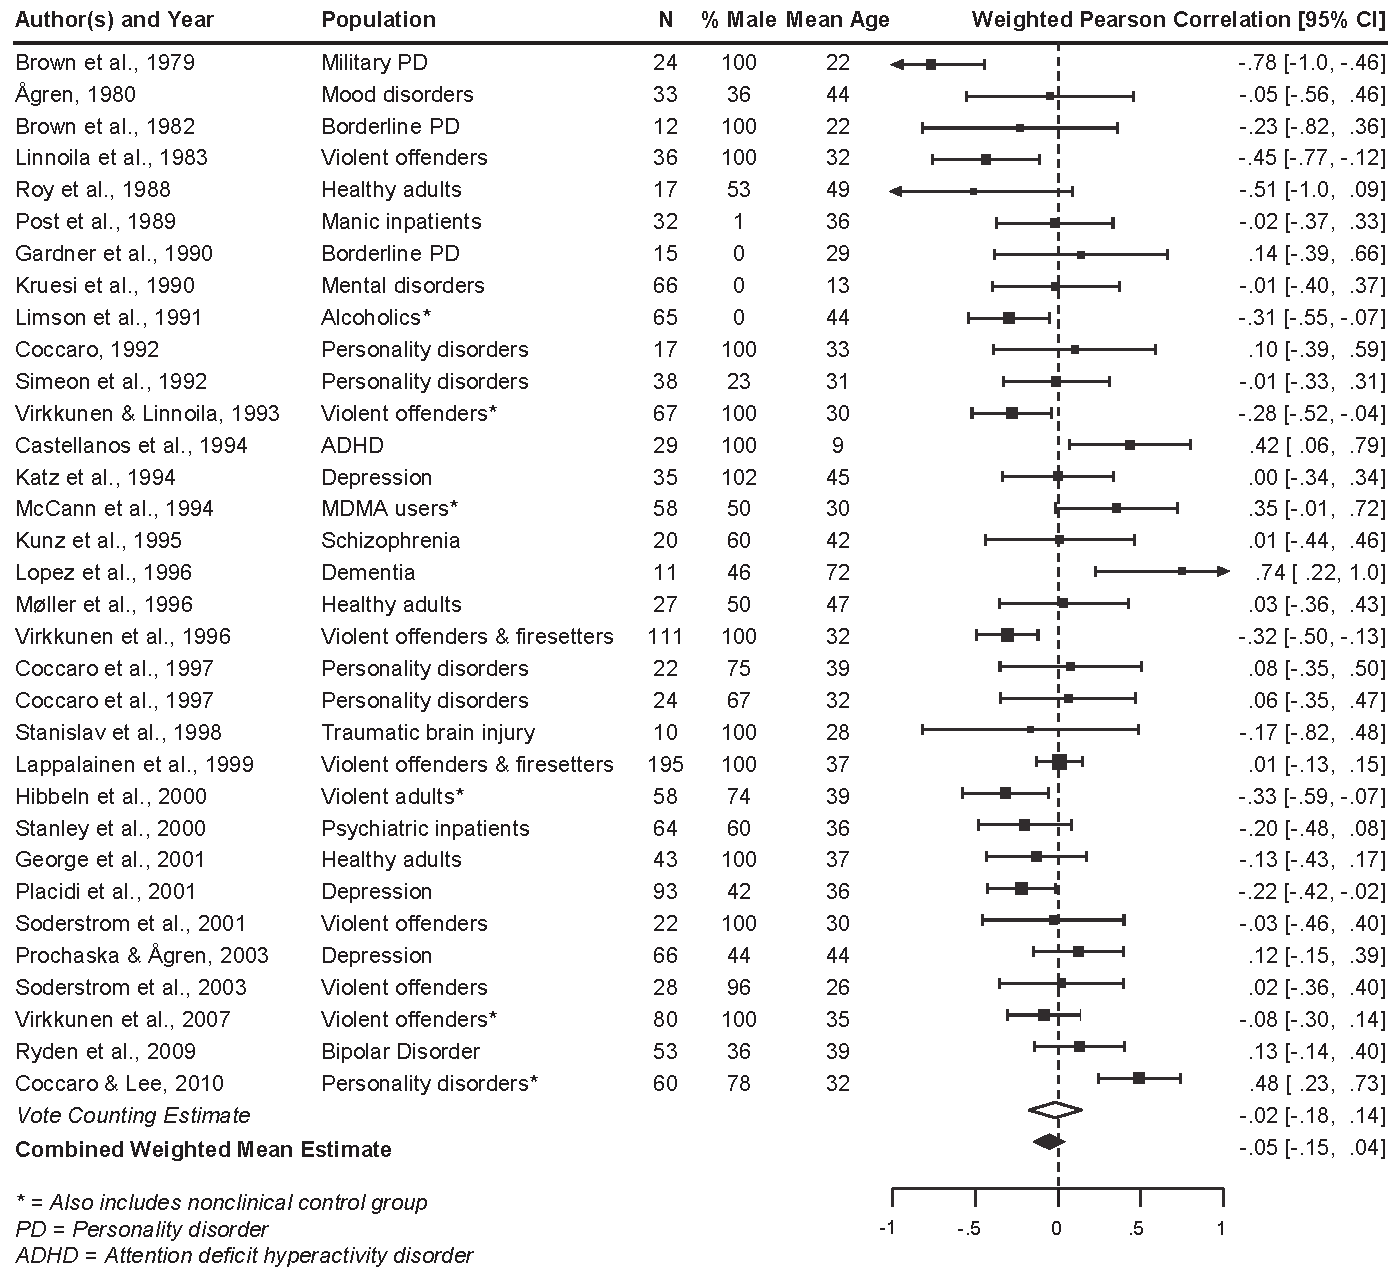 Author(s) and Year Population N % Male Mean Age Weighted Pearson Correlation [95% CI]
Brown et al., 1979 Military PD 24 100 22 -.78 [-1.0, -.46]
Ågren, 1980 Mood disorders 33 36 44 -.05 [-.56, .46]
Brown et al., 1982 Borderline PD 12 100 22 -.23 [-.82, .36]
Linnoila et al., 1983 Violent offenders 36 100 32 -.45 [-.77, -.12]
Roy et al., 1988 Healthy adults 17 53 49 -.51 [-1.0, .09]
Post et al., 1989 Manic inpatients 32 1 36 -.02 [-.37, .33]
Gardner et al., 1990 Borderline PD 15 0 29 .14 [-.39, .66]
Kruesi et al., 1990 Mental disorders 66 0 13 -.01 [-.40, .37]
Limson et al., 1991 Alcoholics* 65 0 44 -.31 [-.55, -.07]
Coccaro, 1992 Personality disorders 17 100 33 .10 [-.39, .59]
Simeon et al., 1992 Personality disorders 38 23 31 -.01 [-.33, .31]
Virkkunen & Linnoila, 1993 Violent offenders* 67 100 30 -.28 [-.52, -.04]
Castellanos et al., 1994 ADHD 29 100 9 .42 [ .06, .79]
Katz et al., 1994 Depression 35 102 45 .00 [-.34, .34]
McCann et al., 1994 MDMA users* 58 50 30 .35 [-.01, .72]
Kunz et al., 1995 Schizophrenia 20 60 42 .01 [-.44, .46]
Lopez et al., 1996 Dementia 11 46 72 .74 [ .22, 1.0]
Møller et al., 1996 Healthy adults 27 50 47 .03 [-.36, .43]
Virkkunen et al., 1996 Violent offenders & firesetters 111 100 32 -.32 [-.50, -.13]
Coccaro et al., 1997 Personality disorders 22 75 39 .08 [-.35, .50]
Coccaro et al., 1997 Personality disorders 24 67 32 .06 [-.35, .47]
Stanislav et al., 1998 Traumatic brain injury 10 100 28 -.17 [-.82, .48]
Lappalainen et al., 1999 Violent offenders & firesetters 195 100 37 .01 [-.13, .15]
Hibbeln et al., 2000 Violent adults* 58 74 39 -.33 [-.59, -.07]
Stanley et al., 2000 Psychiatric inpatients 64 60 36 -.20 [-.48, .08]
George et al., 2001 Healthy adults 43 100 37 -.13 [-.43, .17]
Placidi et al., 2001 Depression 93 42 36 -.22 [-.42, -.02]
Soderstrom et al., 2001 Violent offenders 22 100 30 -.03 [-.46, .40]
Prochaska & Ågren, 2003 Depression 66 44 44 .12 [-.15, .39]
Soderstrom et al., 2003 Violent offenders 28 96 26 .02 [-.36, .40]
Virkkunen et al., 2007 Violent offenders* 80 100 35 -.08 [-.30, .14]
Ryden et al., 2009 Bipolar Disorder 53 36 39 .13 [-.14, .40]
Coccaro & Lee, 2010 Personality disorders* 60 78 32 .48 [ .23, .73]
Vote Counting Estimate -.02 [-.18, .14]
Combined Weighted Mean Estimate -.05 [-.15, .04]
* = Also includes nonclinical control group
PD = Personality disorder
ADHD = Attention deficit hyperactivity disorder
-1 -.5 0 .5 1